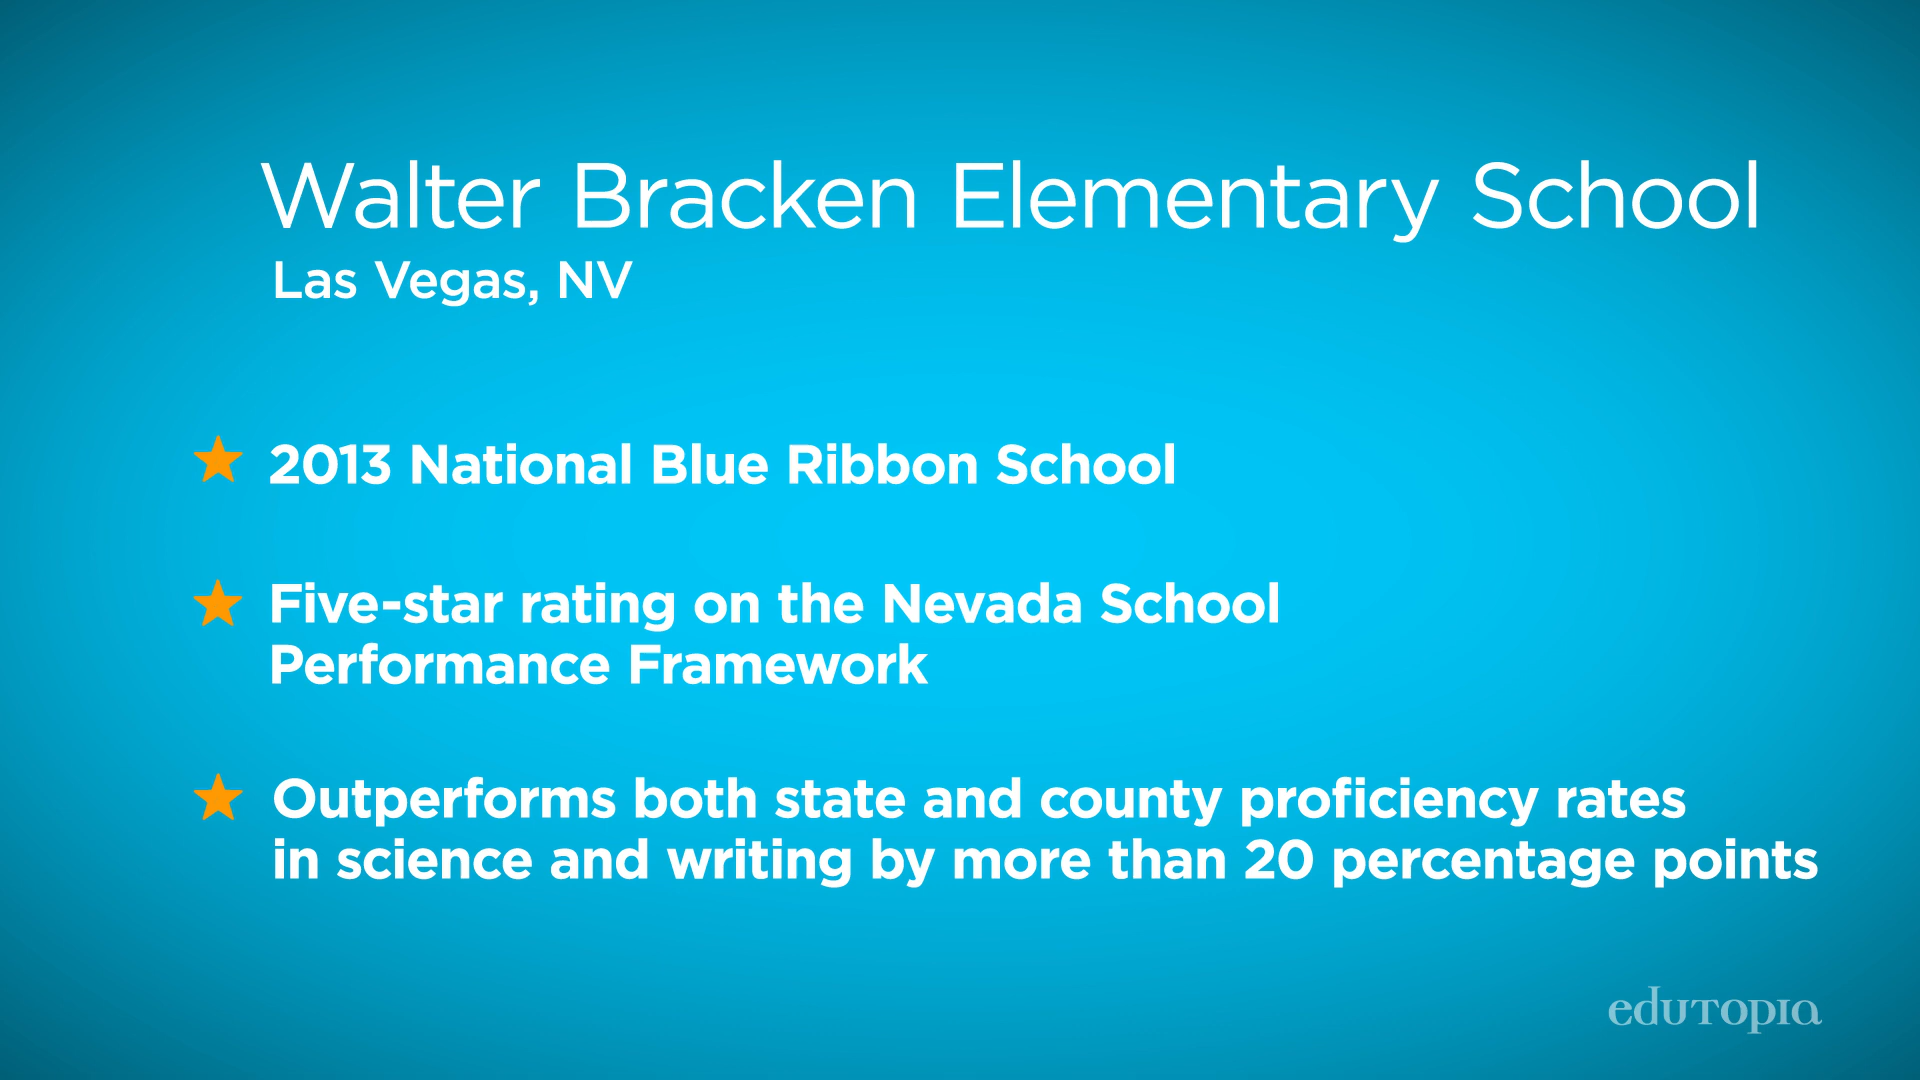 Walter Bracken Elementary School
Las Vegas, NV
2013 National Blue Ribbon School
Five-star rating on the Nevada School
Performance Framework
Outperforms both state and county proficiency rates
in science and writing by more than 20 percentage points
edutopia